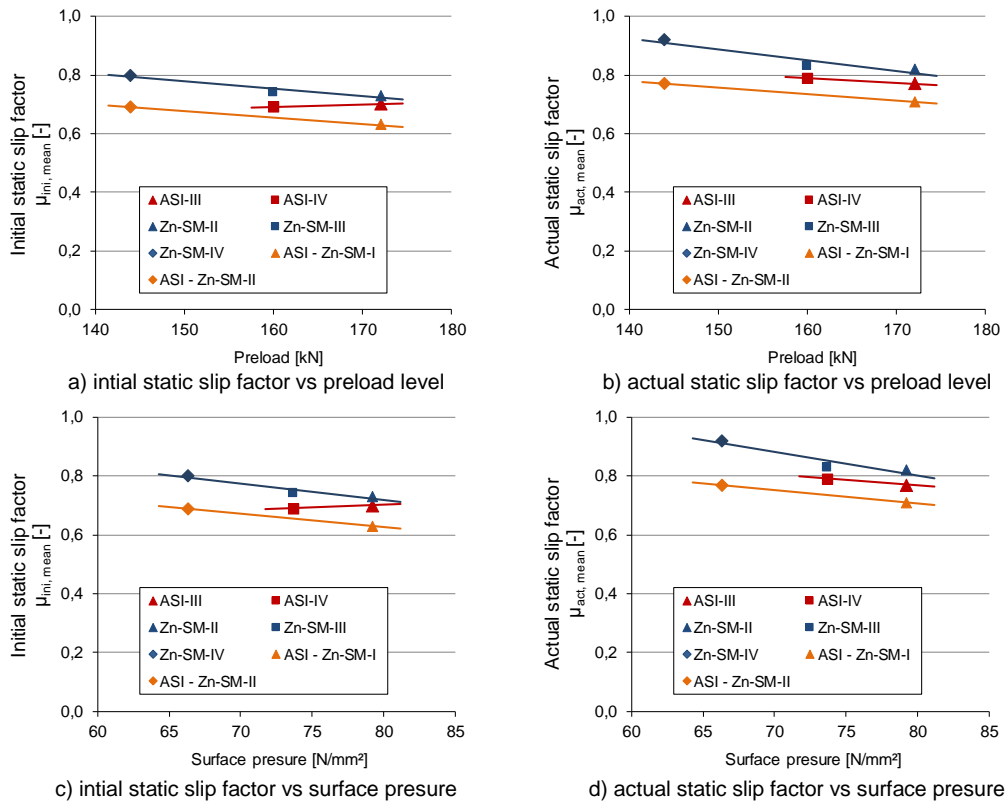 1,0
0,8
0,6
0,4
0,2
0,0
Initial static slip factor
μini, mean [-]
ASI-III
ASI-IV
Zn-SM-II
Zn-SM-III
Zn-SM-IV
ASI - Zn-SM-I
ASI - Zn-SM-II
140 150 160 170 180
Preload [kN]
a) intial static slip factor vs preload level
1,0
0,8
0,6
0,4
0,2
0,0
Actual static slip factor
μact, mean [-]
ASI-III
ASI-IV
Zn-SM-II
Zn-SM-III
Zn-SM-IV
ASI - Zn-SM-I
ASI - Zn-SM-II
140 150 160 170 180
Preload [kN]
b) actual static slip factor vs preload level
1,0
0,8
0,6
0,4
0,2
0,0
Initial static slip factor
μini, mean [-]
ASI-III
ASI-IV
Zn-SM-II
Zn-SM-III
Zn-SM-IV
ASI - Zn-SM-I
ASI - Zn-SM-II
60 65 70 75 80 85
Surface presure [N/mm²]
c) intial static slip factor vs surface presure
1,0
0,8
0,6
0,4
0,2
0,0
Actual static slip factor
μact, mean [-]
ASI-III
ASI-IV
Zn-SM-II
Zn-SM-III
Zn-SM-IV
ASI - Zn-SM-I
ASI - Zn-SM-II
60 65 70 75 80 85
Surface presure [N/mm²]
d) actual static slip factor vs surface presure